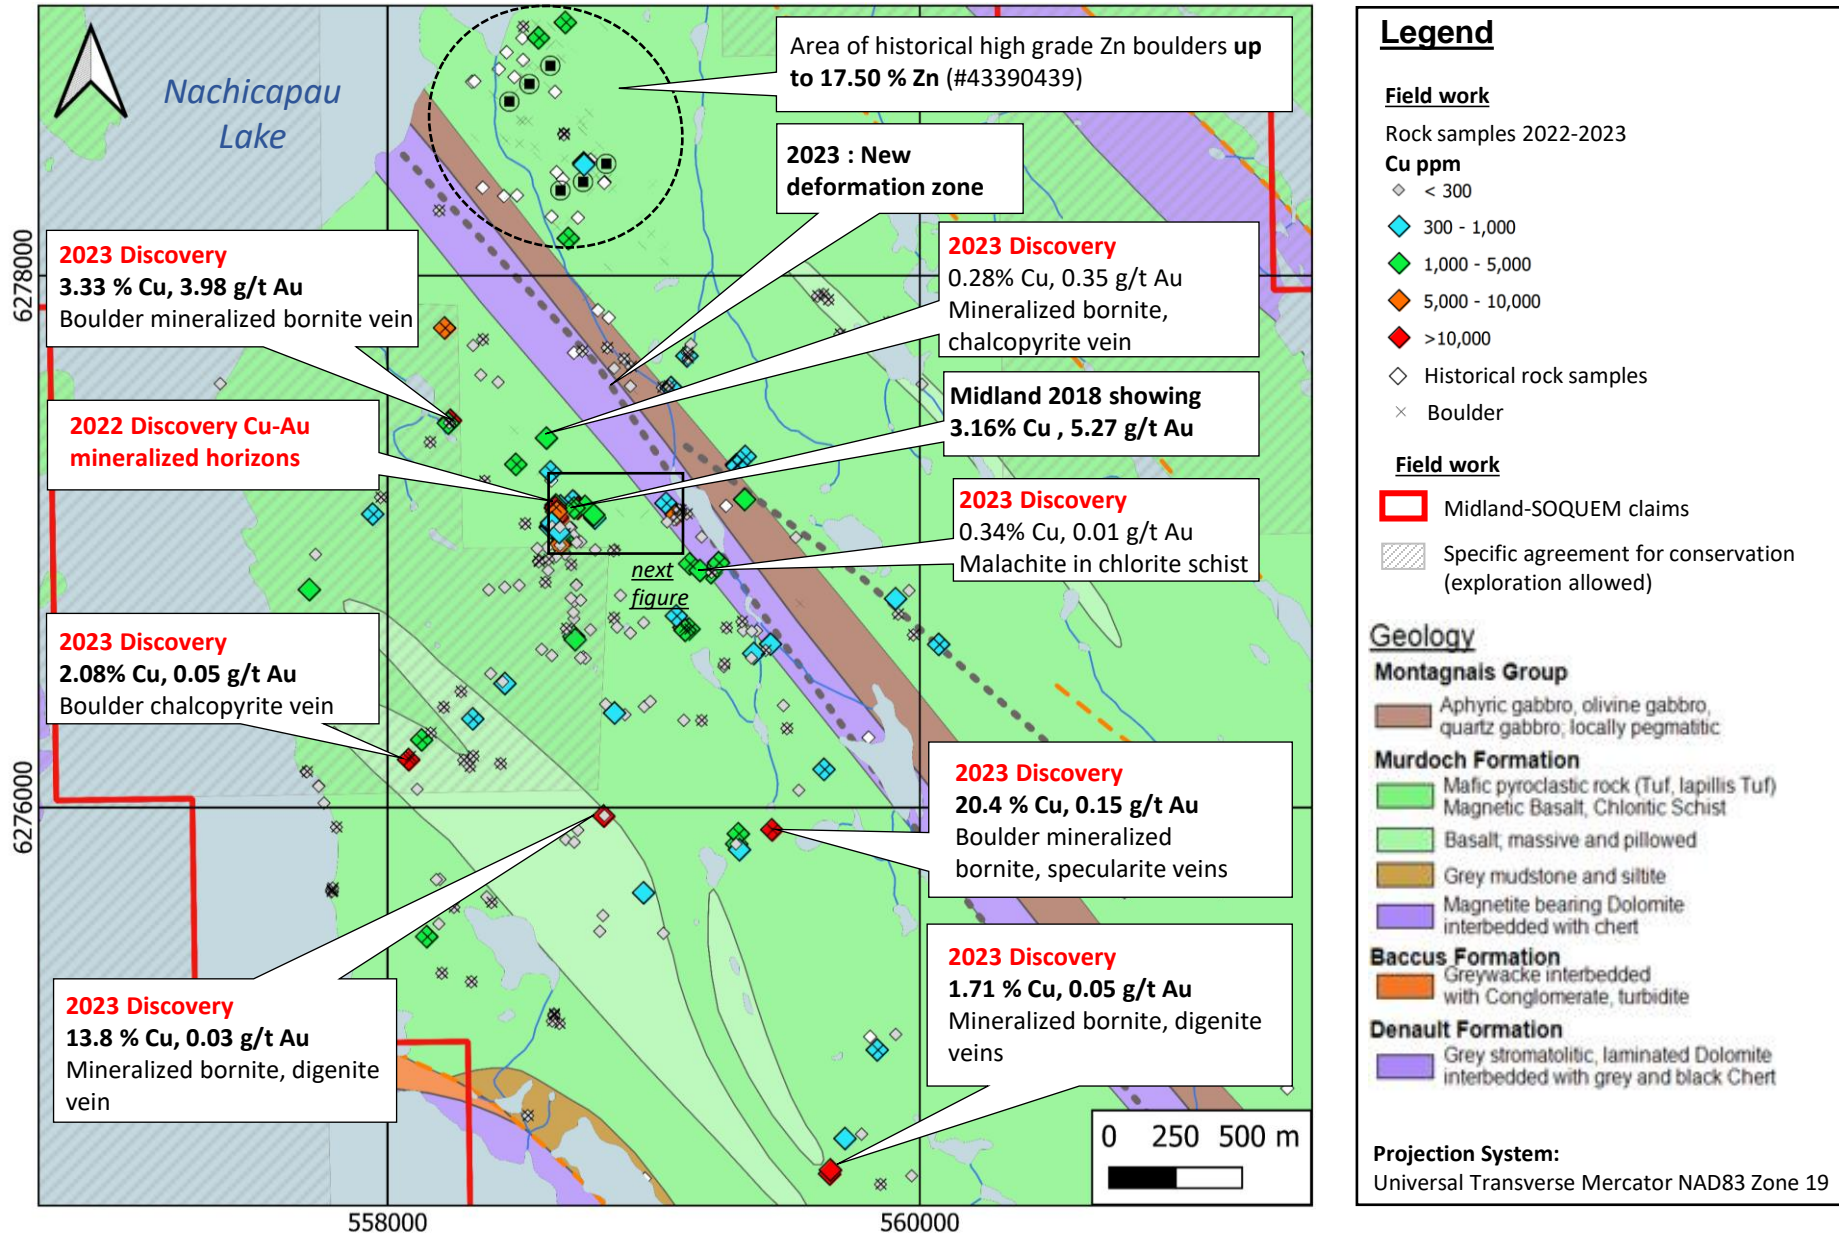 Nachicapau
Lake
Area of historical high grade Zn boulders up
to 17.50 % Zn (#43390439)
2023 : New
deformation zone
2023 Discovery
3.33 % Cu, 3.98 g/t Au
Boulder mineralized bornite vein
2023 Discovery
0.28% Cu, 0.35 g/t Au
Mineralized bornite,
chalcopyrite vein
2022 Discovery Cu-Au
mineralized horizons
Midland 2018 showing
3.16% Cu , 5.27 g/t Au
2023 Discovery
0.34% Cu, 0.01 g/t Au
Malachite in chlorite schist
next
figure
2023 Discovery
2.08% Cu, 0.05 g/t Au
Boulder chalcopyrite vein
2023 Discovery
20.4 % Cu, 0.15 g/t Au
Boulder mineralized
bornite, specularite veins
2023 Discovery
13.8 % Cu, 0.03 g/t Au
Mineralized bornite, digenite
vein
2023 Discovery
1.71 % Cu, 0.05 g/t Au
Mineralized bornite, digenite
veins
0 250 500 m
6278000
6276000
558000
560000
Legend
Field work
Rock samples 2022-2023
Cu ppm
< 300
300 - 1,000
1,000 - 5,000
5,000 - 10,000
>10,000
Historical rock samples
Boulder
Field work
Midland-SOQUEM claims
Specific agreement for conservation
(exploration allowed)
Geology
Montagnais Group
Aphyric gabbro, olivine gabbro,
quartz gabbro; locally pegmatitic
Murdoch Formation
Mafic pyroclastic rock (Tuf, lapillis Tuf)
Magnetic Basalt, Chloritic Schist
Basalt; massive and pillowed
Grey mudstone and siltite
Magnetite bearing Dolomite
interbedded with chert
Baccus Formation
Greywacke interbedded
with Conglomerate, turbidite
Denault Formation
Grey stromatolitic, laminated Dolomite
interbedded with grey and black Chert
Projection System:
Universal Transverse Mercator NAD83 Zone 19